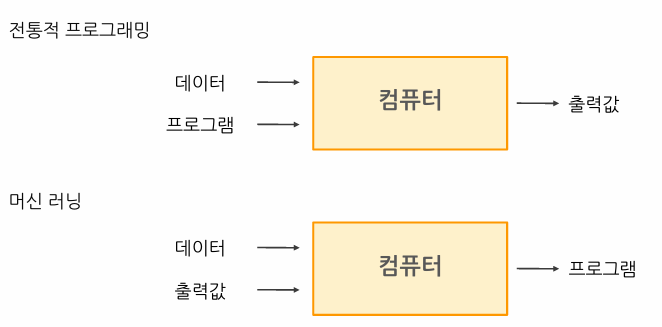 전통적 프로그래밍
데이터
프로그램
컴퓨터
출력값
머신 러닝
데이터
출력값
컴퓨터
프로그램